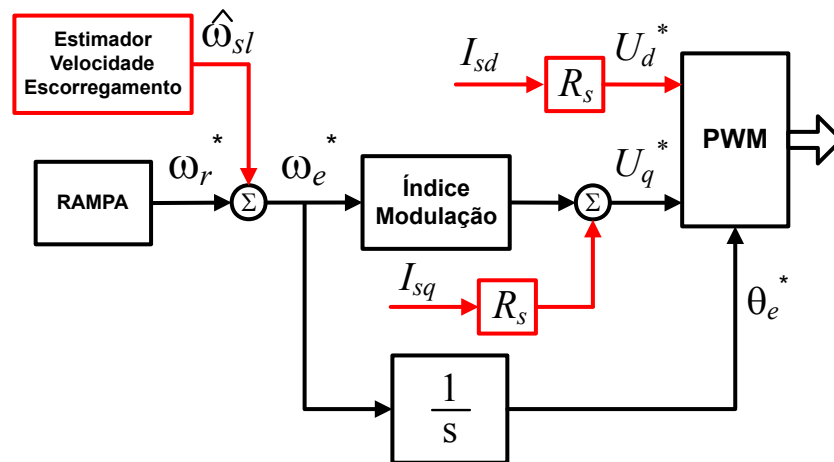 Estimador
Velocidade
Escorregamento
ω̂sl
Isd
Rs
Ud*
PWM
RAMPA
ωr*
Σ
ωe*
Índice
Modulação
Σ
Uq*
Isq
Rs
θe*
1
s